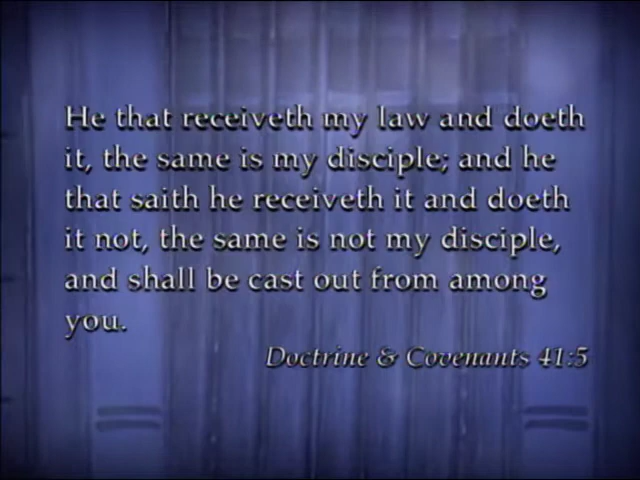 He that receiveth my law and doeth
it, the same is my disciple; and he
that saith he receiveth it and doeth
it not, the same is not my disciple,
and shall be cast out from among
you.
Doctrine & Covenants 41:5